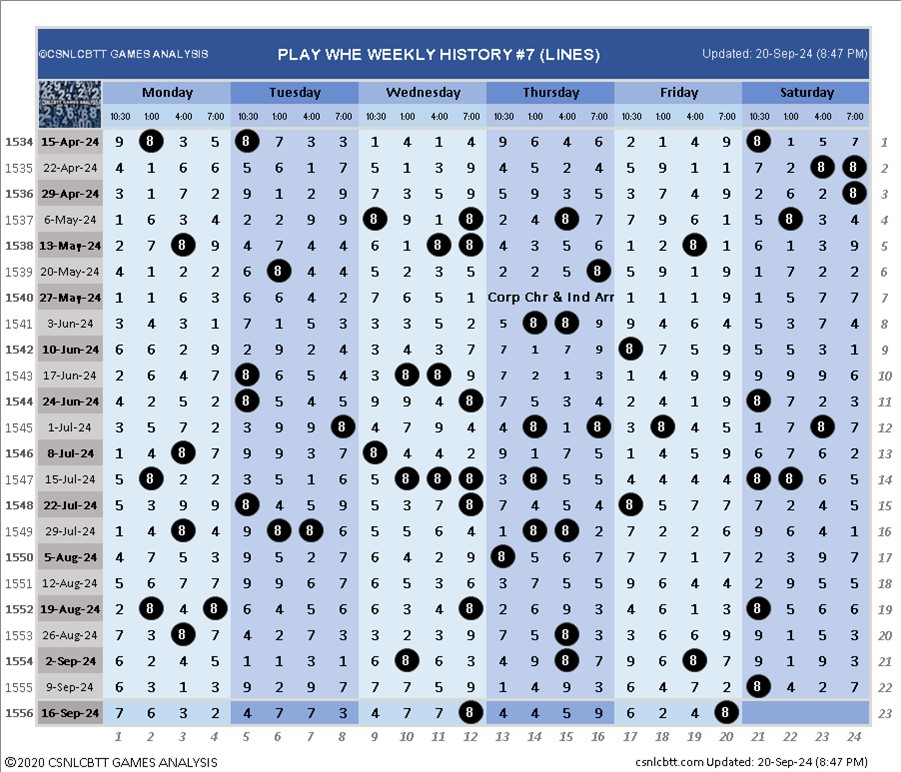 ©CSNLCBTT GAMES ANALYSIS PLAY WHE WEEKLY HISTORY #7 (LINES) Updated: 20-Sep-24 (8:47 PM)
Monday Tuesday Wednesday Thursday Friday Saturday
10:30 1:00 4:00 7:00 10:30 1:00 4:00 7:00 10:30 1:00 4:00 7:00 10:30 1:00 4:00 7:00 10:30 1:00 4:00 7:00 10:30 1:00 4:00 7:00
1534 15-Apr-24 9 8 3 5 8 7 3 3 1 4 1 4 9 6 4 6 2 1 4 9 8 1 5 7 1
1535 22-Apr-24 4 1 6 6 5 6 1 7 5 1 3 9 4 5 2 4 5 9 1 1 7 2 8 8 2
1536 29-Apr-24 3 1 7 2 9 1 2 9 7 3 5 9 5 9 3 5 3 7 4 9 2 6 2 8 3
1537 6-May-24 1 6 3 4 2 2 9 9 8 9 1 8 2 4 8 7 7 9 6 1 5 8 3 4 4
1538 13-May-24 2 7 8 9 4 7 4 4 6 1 8 8 4 3 5 6 1 2 8 1 6 1 3 9 5
1539 20-May-24 4 1 2 2 6 8 4 4 5 2 3 5 2 2 5 8 5 9 1 9 1 7 2 2 6
1540 27-May-24 1 1 6 3 6 6 4 2 7 6 5 1 Corp Chr & Ind Arr 1 1 1 9 1 5 7 7 7
1541 3-Jun-24 3 4 3 1 7 1 5 3 3 3 5 2 5 8 8 9 9 4 6 4 5 3 7 4 8
1542 10-Jun-24 6 6 2 9 2 9 2 4 3 4 3 7 7 1 7 9 8 7 5 9 5 5 3 1 9
1543 17-Jun-24 2 6 4 7 8 6 5 4 3 8 8 9 7 2 1 3 1 4 9 9 9 9 9 6 10
1544 24-Jun-24 4 2 5 2 8 5 4 5 9 9 4 8 7 5 3 4 2 4 1 9 8 7 2 3 11
1545 1-Jul-24 3 5 7 2 3 9 9 8 4 7 9 4 4 8 1 8 3 8 4 5 1 2 8 7 12
1546 8-Jul-24 1 4 8 7 9 9 3 7 8 4 4 2 9 1 7 5 1 4 5 9 6 7 6 2 13
1547 15-Jul-24 5 8 2 2 3 5 1 6 5 8 8 8 3 8 5 5 4 4 4 4 8 8 6 5 14
1548 22-Jul-24 5 3 9 9 8 4 5 9 5 3 7 8 7 4 5 4 8 5 7 7 7 2 4 5 15
1549 29-Jul-24 1 4 8 4 9 8 8 6 5 5 6 4 1 8 8 2 7 2 2 6 9 6 4 1 16
1550 5-Aug-24 4 7 5 3 9 5 2 7 6 4 2 9 8 5 6 7 7 7 1 7 2 3 9 7 17
1551 12-Aug-24 5 6 7 7 9 9 6 7 6 5 3 6 3 7 5 5 9 6 4 4 2 9 5 5 18
1552 19-Aug-24 2 8 4 8 6 4 5 6 6 3 4 8 2 6 9 3 4 6 1 3 8 5 6 6 19
1553 26-Aug-24 7 3 8 7 4 2 7 3 3 2 3 9 7 5 8 3 3 6 6 9 9 1 5 3 20
1554 2-Sep-24 6 2 4 5 1 1 3 1 6 8 6 3 4 9 8 7 9 6 8 7 9 1 9 3 21
1555 9-Sep-24 6 3 1 3 9 2 9 7 7 7 5 9 1 4 9 3 6 4 7 2 8 4 2 7 22
1556 16-Sep-24 7 6 3 2 4 7 7 3 4 7 7 8 4 4 5 9 6 2 4 8 23
1 2 3 4 5 6 7 8 9 10 11 12 13 14 15 16 17 18 19 20 21 22 23 24
©2020 CSNLCBTT GAMES ANALYSIS csnlcbtt.com Updated: 20-Sep-24 (8:47 PM)